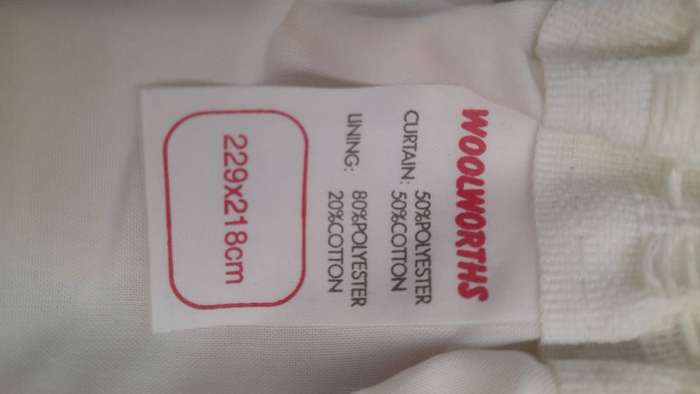 WOOLWORTHS
CURTAIN: 50%POLYESTER
50%COTTON
LINING: 80%POLYESTER
20%COTTON
229x218cm